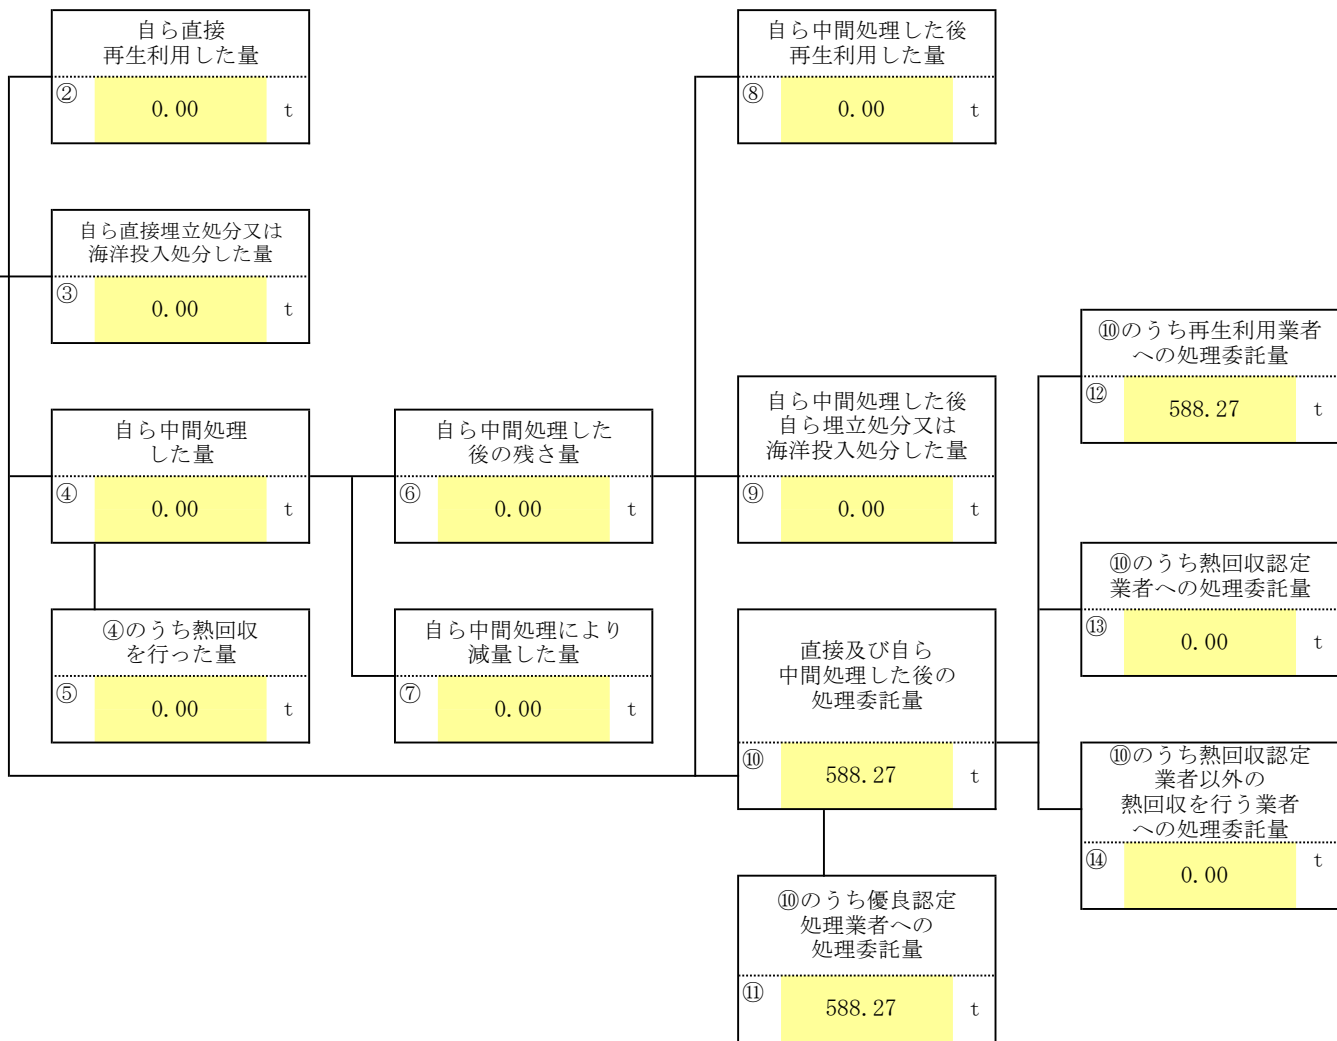 自ら直接
再生利用した量
② 0.00 t
自ら中間処理した後
再生利用した量
⑧ 0.00 t
自ら直接埋立処分又は
海洋投入処分した量
③ 0.00 t
⑩のうち再生利用業者
への処理委託量
⑫ 588.27 t
自ら中間処理
した量
④ 0.00 t
自ら中間処理した
後の残さ量
⑥ 0.00 t
自ら中間処理した後
自ら埋立処分又は
海洋投入処分した量
⑨ 0.00 t
⑩のうち熱回収認定
業者への処理委託量
⑬ 0.00 t
④のうち熱回収
を行った量
⑤ 0.00 t
自ら中間処理により
減量した量
⑦ 0.00 t
直接及び自ら
中間処理した後の
処理委託量
⑩ 588.27 t
⑩のうち熱回収認定
業者以外の
熱回収を行う業者
への処理委託量
⑭ 0.00 t
⑩のうち優良認定
処理業者への
処理委託量
⑪ 588.27 t